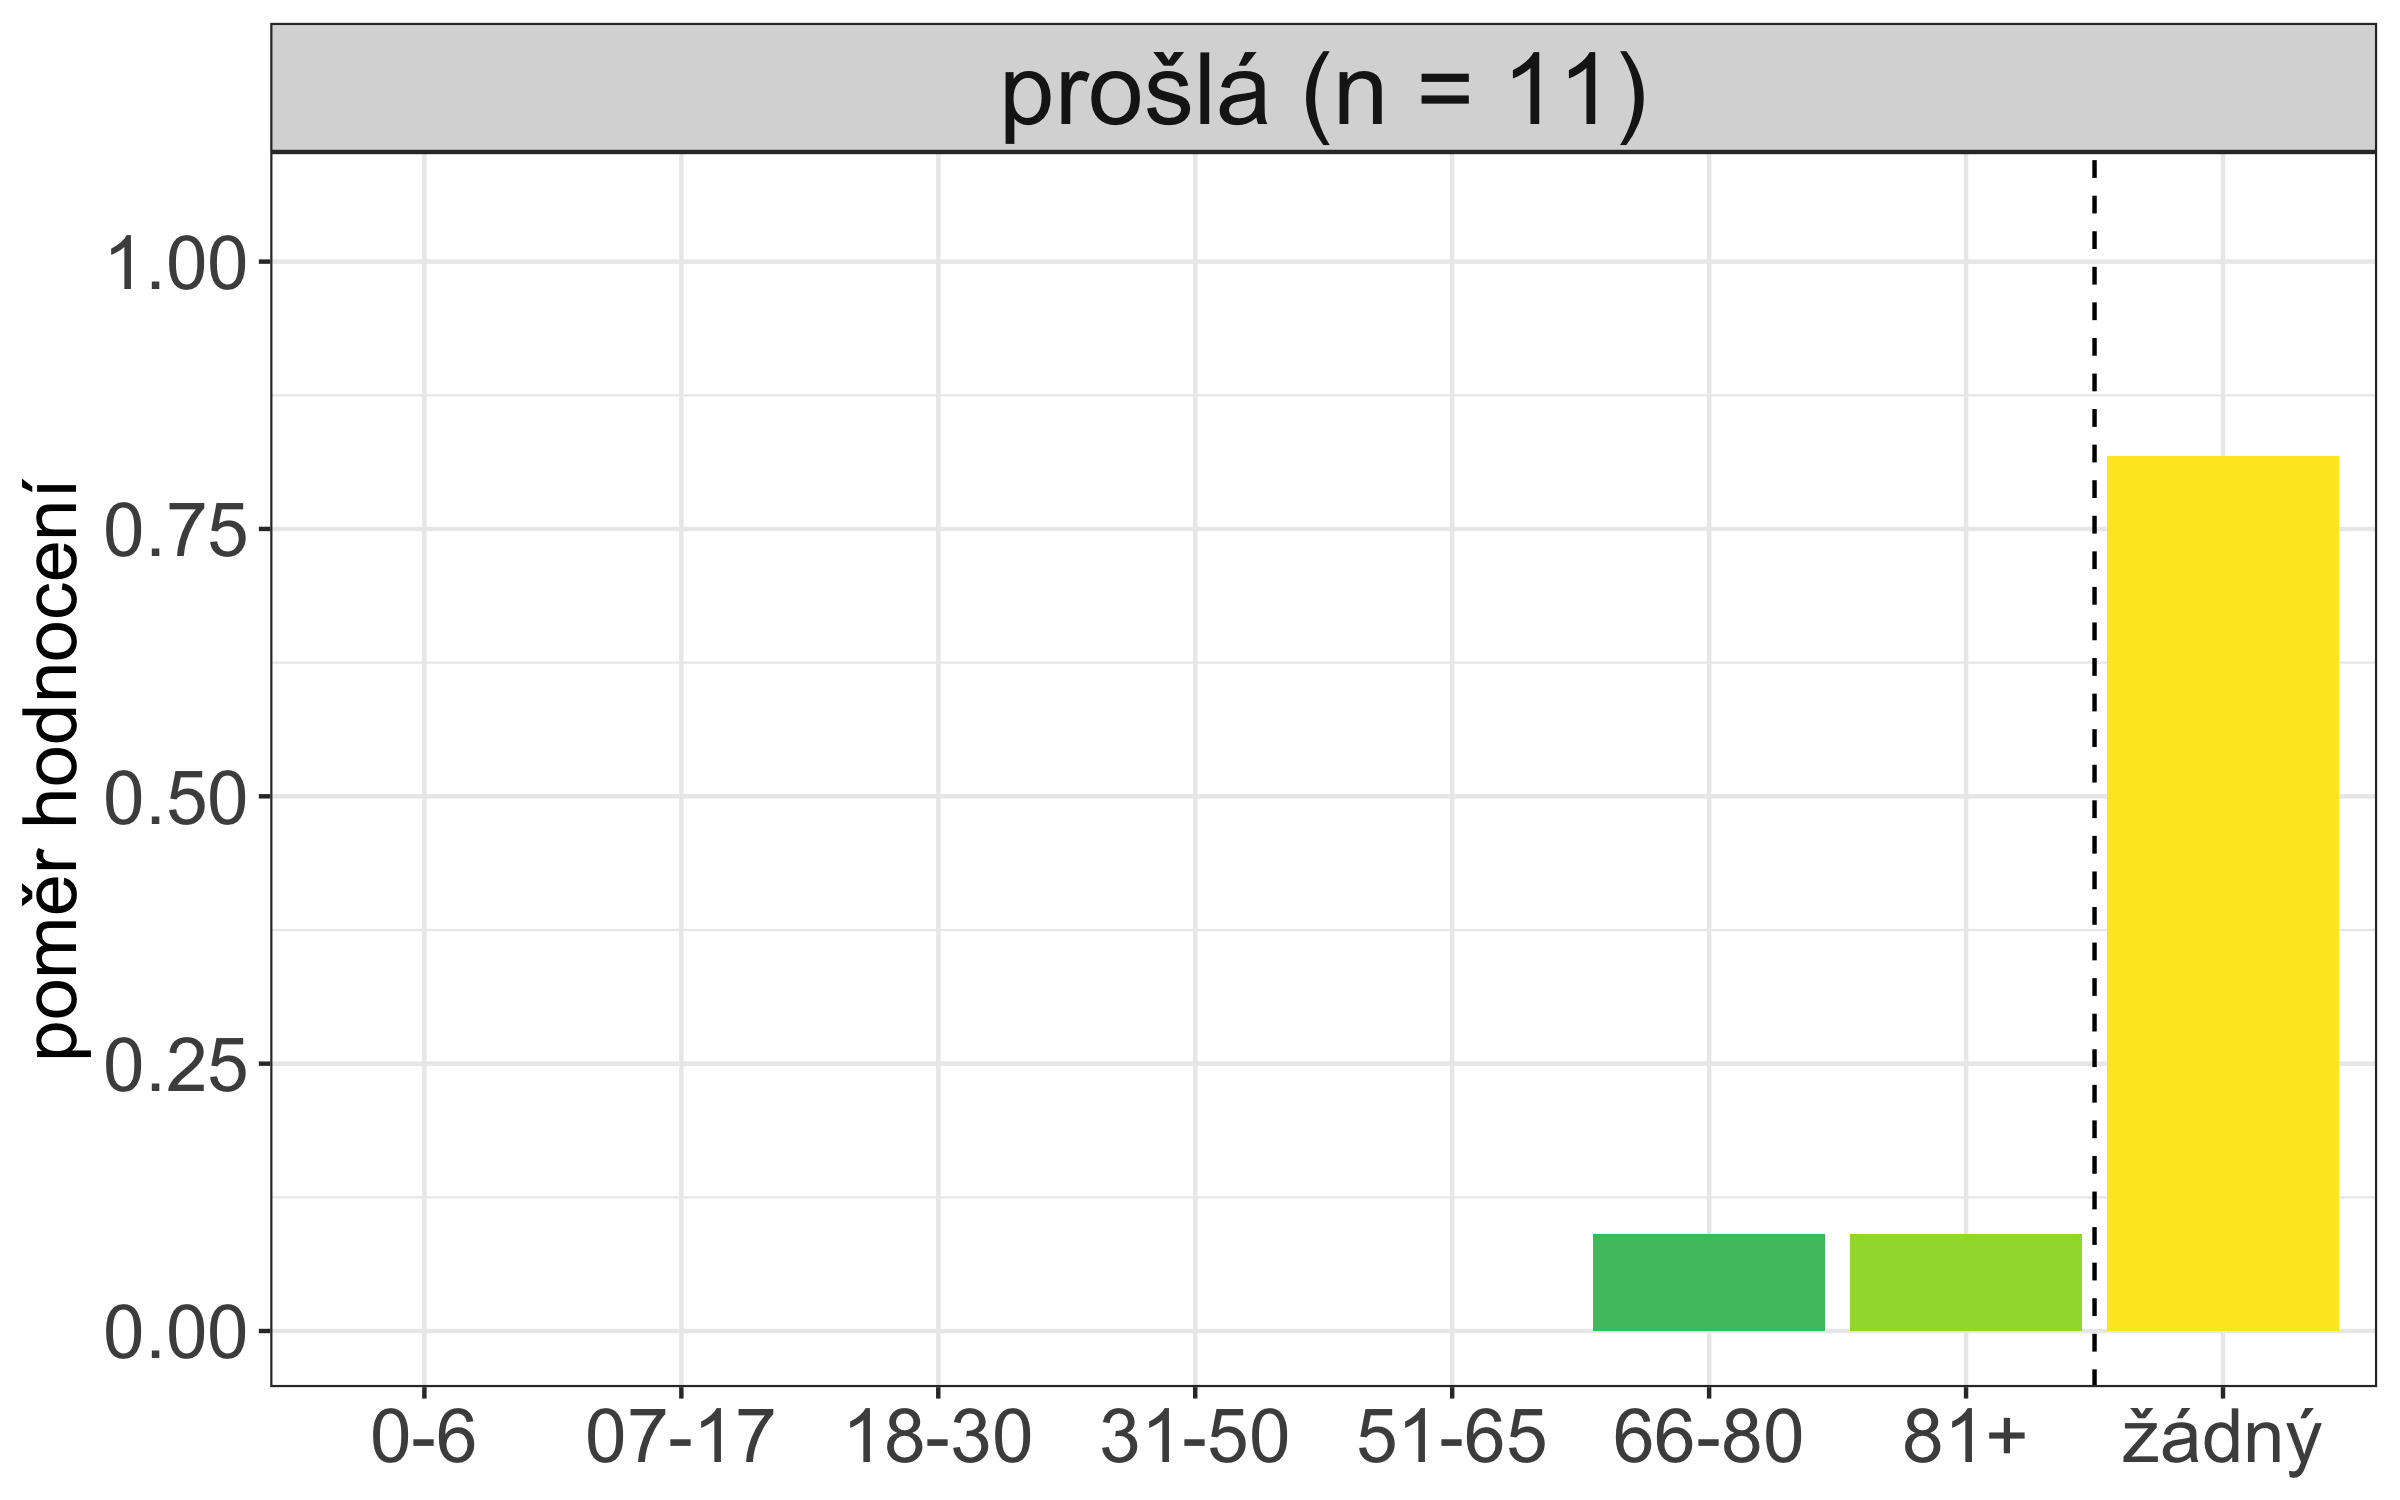 prošlá (n = 11)
poměr hodnocení
1.00
0.75
0.50
0.25
0.00
0-6 07-17 18-30 31-50 51-65 66-80 81+ žádný